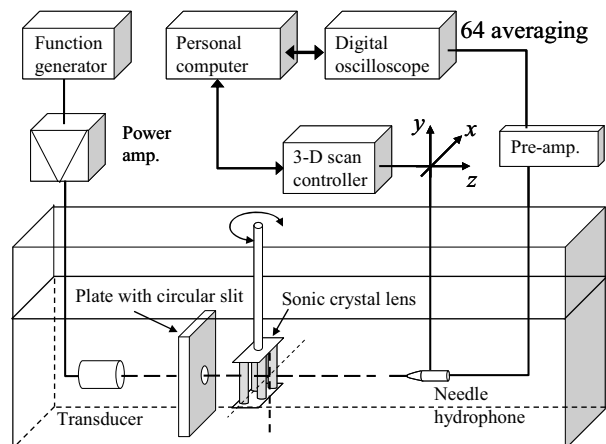 Function
generator
Personal
computer
Digital
oscilloscope
64 averaging
Power
amp.
3-D scan
controller
y
x
z
Pre-amp.
Plate with circular slit
Sonic crystal lens
Transducer
Needle
hydrophone